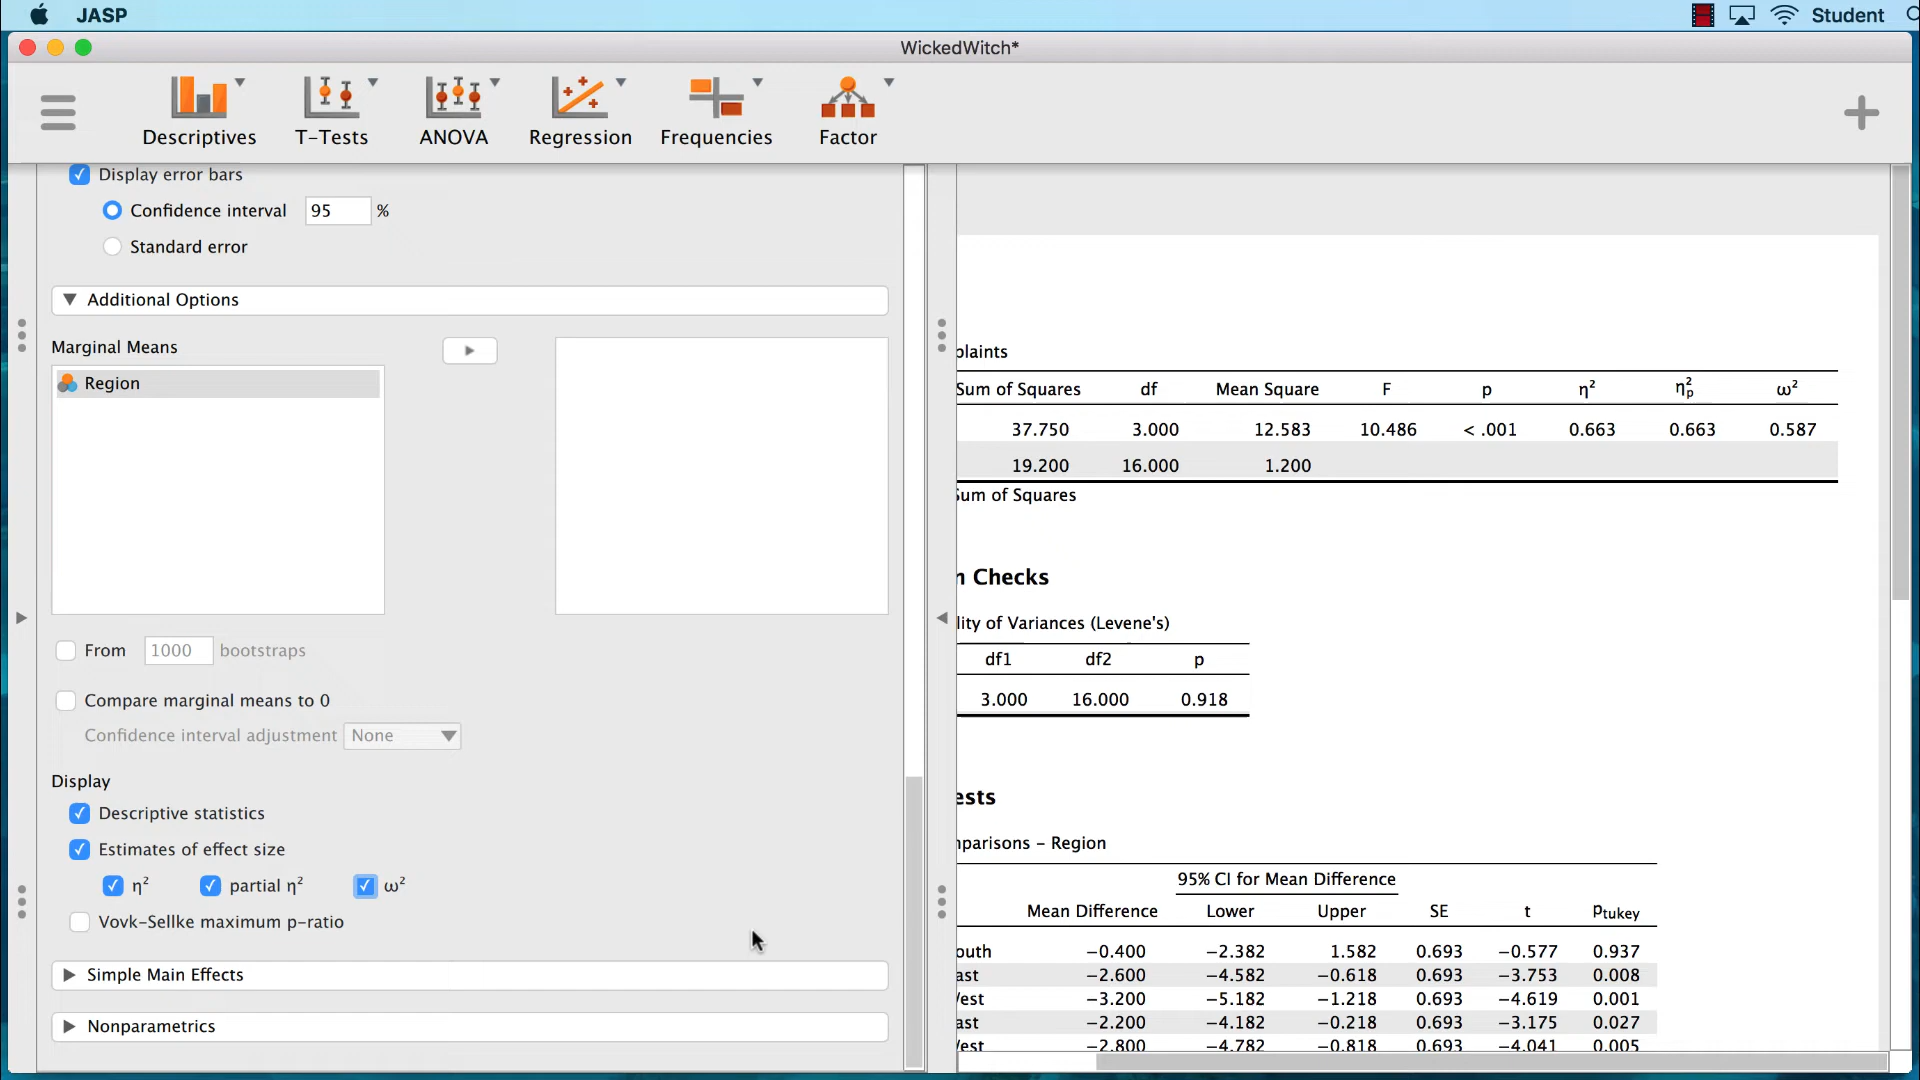 JASP
Student
WickedWitch*
Descriptives
T-Tests
ANOVA
Regression
Frequencies
Factor
Display error bars
Confidence interval 95 %
Standard error
Additional Options
Marginal Means
Region
From 1000 bootstraps
Compare marginal means to 0
Confidence interval adjustment None
Display
Descriptive statistics
Estimates of effect size
η² partial η² ω²
Vovk-Sellke maximum p-ratio
Simple Main Effects
Nonparametrics
plaints
Sum of Squares df Mean Square F p η² η²p ω²
37.750 3.000 12.583 10.486 < .001 0.663 0.663 0.587
19.200 16.000 1.200
Sum of Squares
n Checks
lity of Variances (Levene's)
df1 df2 p
3.000 16.000 0.918
ests
nparisons – Region
95% CI for Mean Difference
Mean Difference Lower Upper SE t ptukey
outh −0.400 −2.382 1.582 0.693 −0.577 0.937
ast −2.600 −4.582 −0.618 0.693 −3.753 0.008
Vest −3.200 −5.182 −1.218 0.693 −4.619 0.001
ast −2.200 −4.182 −0.218 0.693 −3.175 0.027
Vest −2.800 −4.782 −0.818 0.693 −4.041 0.005